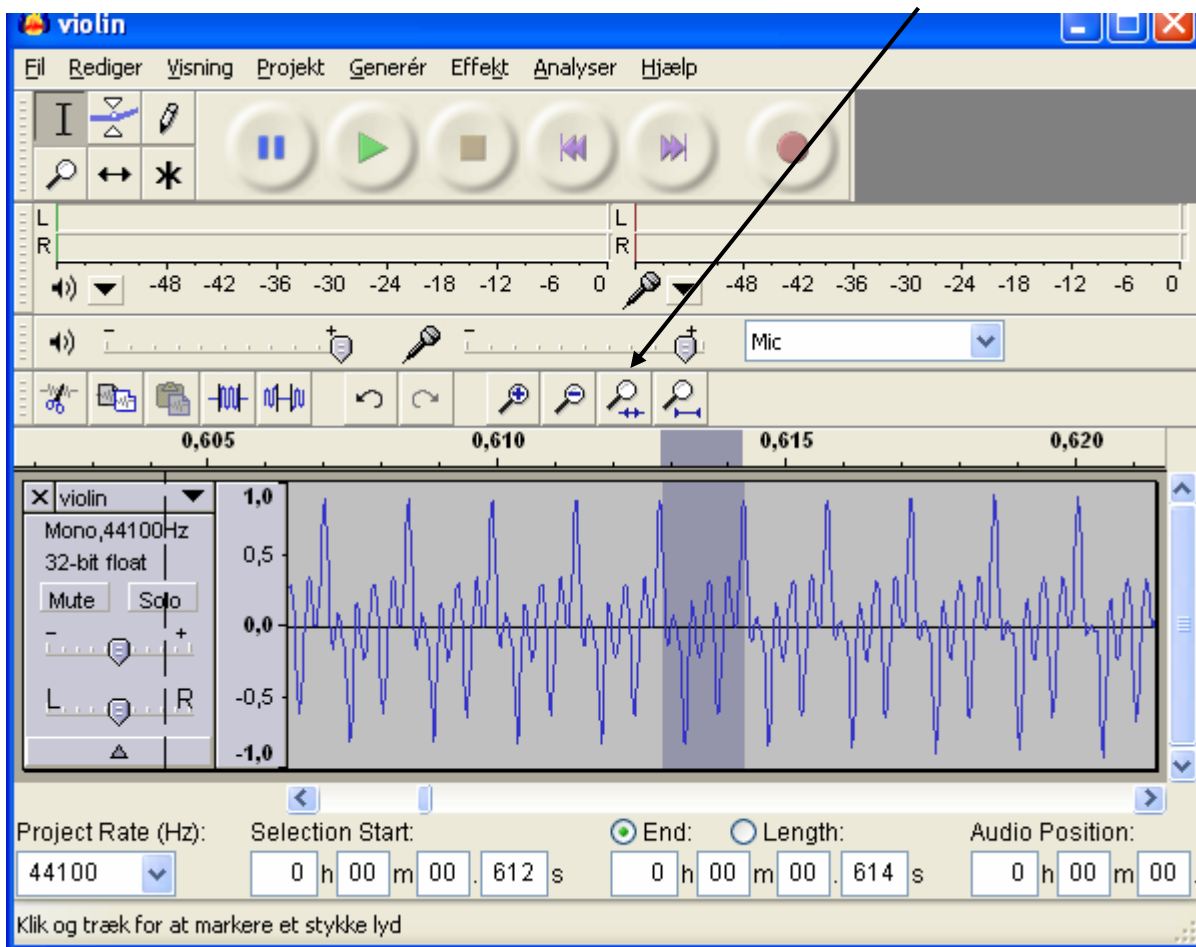 violin
Fil Rediger Visning Projekt Generér Effekt Analyser Hjælp
L L
R R
-48 -42 -36 -30 -24 -18 -12 -6 0 -48 -42 -36 -30 -24 -18 -12 -6 0
- + - + Mic
0,605 0,610 0,615 0,620
X violin
Mono,44100Hz
32-bit float
Mute Solo
- +
L R
1,0
0,5
0,0
-0,5
-1,0
Project Rate (Hz): Selection Start: End: Length: Audio Position:
44100 0 h 00 m 00 . 612 s 0 h 00 m 00 . 614 s 0 h 00 m 00 .
Klik og træk for at markere et stykke lyd